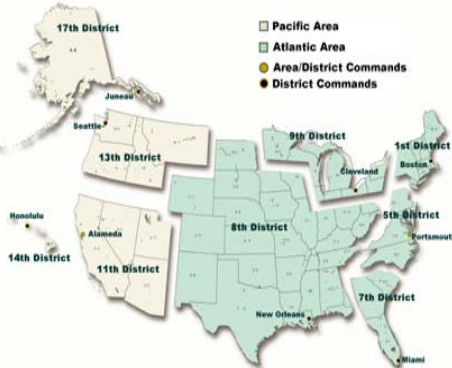 17th District
Pacific Area
Atlantic Area
Area/District Commands
District Commands
Juneau
Seattle
13th District
9th District
1st District
Boston
Cleveland
Honolulu
14th District
Alameda
11th District
8th District
5th District
Portsmouth
7th District
New Orleans
Miami